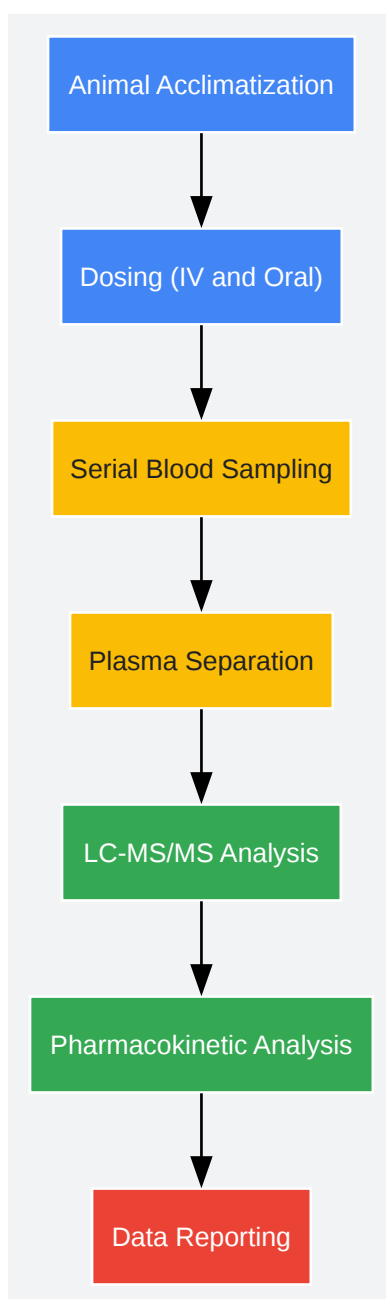 Animal Acclimatization
Dosing (IV and Oral)
Serial Blood Sampling
Plasma Separation
LC-MS/MS Analysis
Pharmacokinetic Analysis
Data Reporting